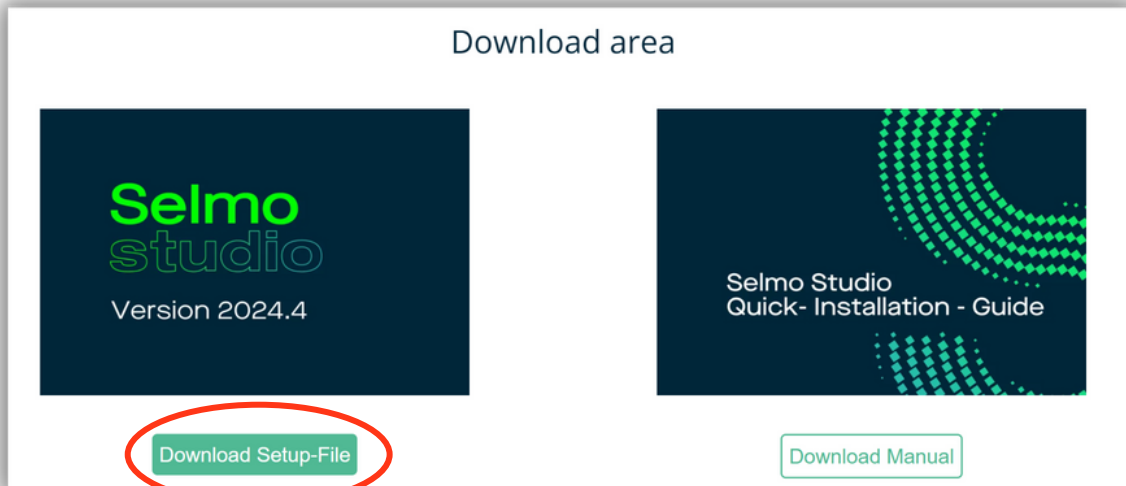 Download area
Selmo
studio
Version 2024.4
Selmo Studio
Quick- Installation - Guide
Download Setup-File
Download Manual